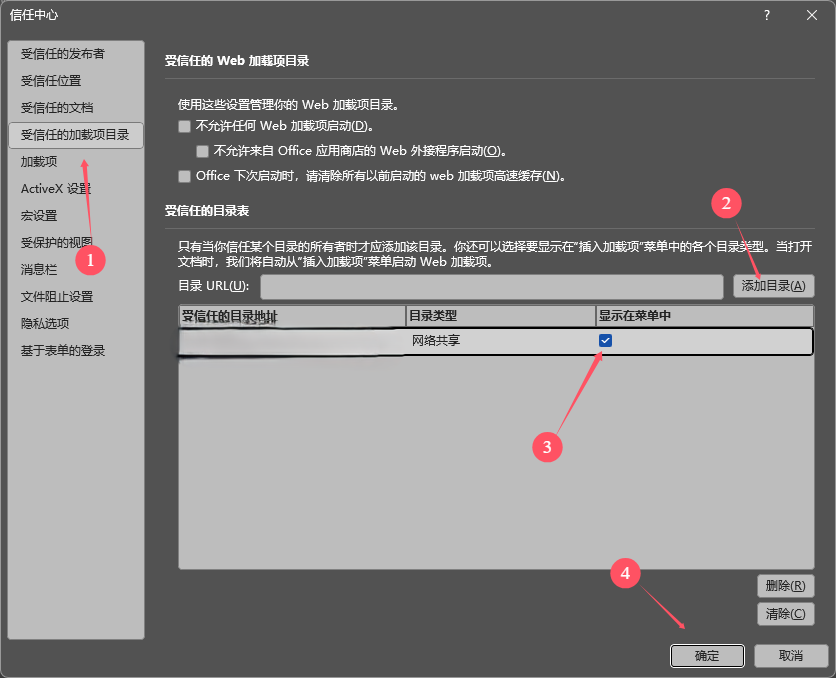 信任中心
?
受信任的发布者
受信任位置
受信任的文档
受信任的加载项目录
加载项
ActiveX 设置
宏设置
受保护的视图
消息栏
文件阻止设置
隐私选项
基于表单的登录
1
受信任的 Web 加载项目录
使用这些设置管理你的 Web 加载项目录。
不允许任何 Web 加载项启动(D)。
不允许来自 Office 应用商店的 Web 外接程序启动(O)。
Office 下次启动时，请清除所有以前启动的 web 加载项高速缓存(N)。
受信任的目录表
2
只有当你信任某个目录的所有者时才应添加该目录。你还可以选择要显示在"插入加载项"菜单中的各个目录类型。当打开
文档时，我们将自动从"插入加载项"菜单启动 Web 加载项。
目录 URL(U):
添加目录(A)
受信任的目录地址 目录类型 显示在菜单中
网络共享
3
4
删除(R)
清除(C)
确定
取消